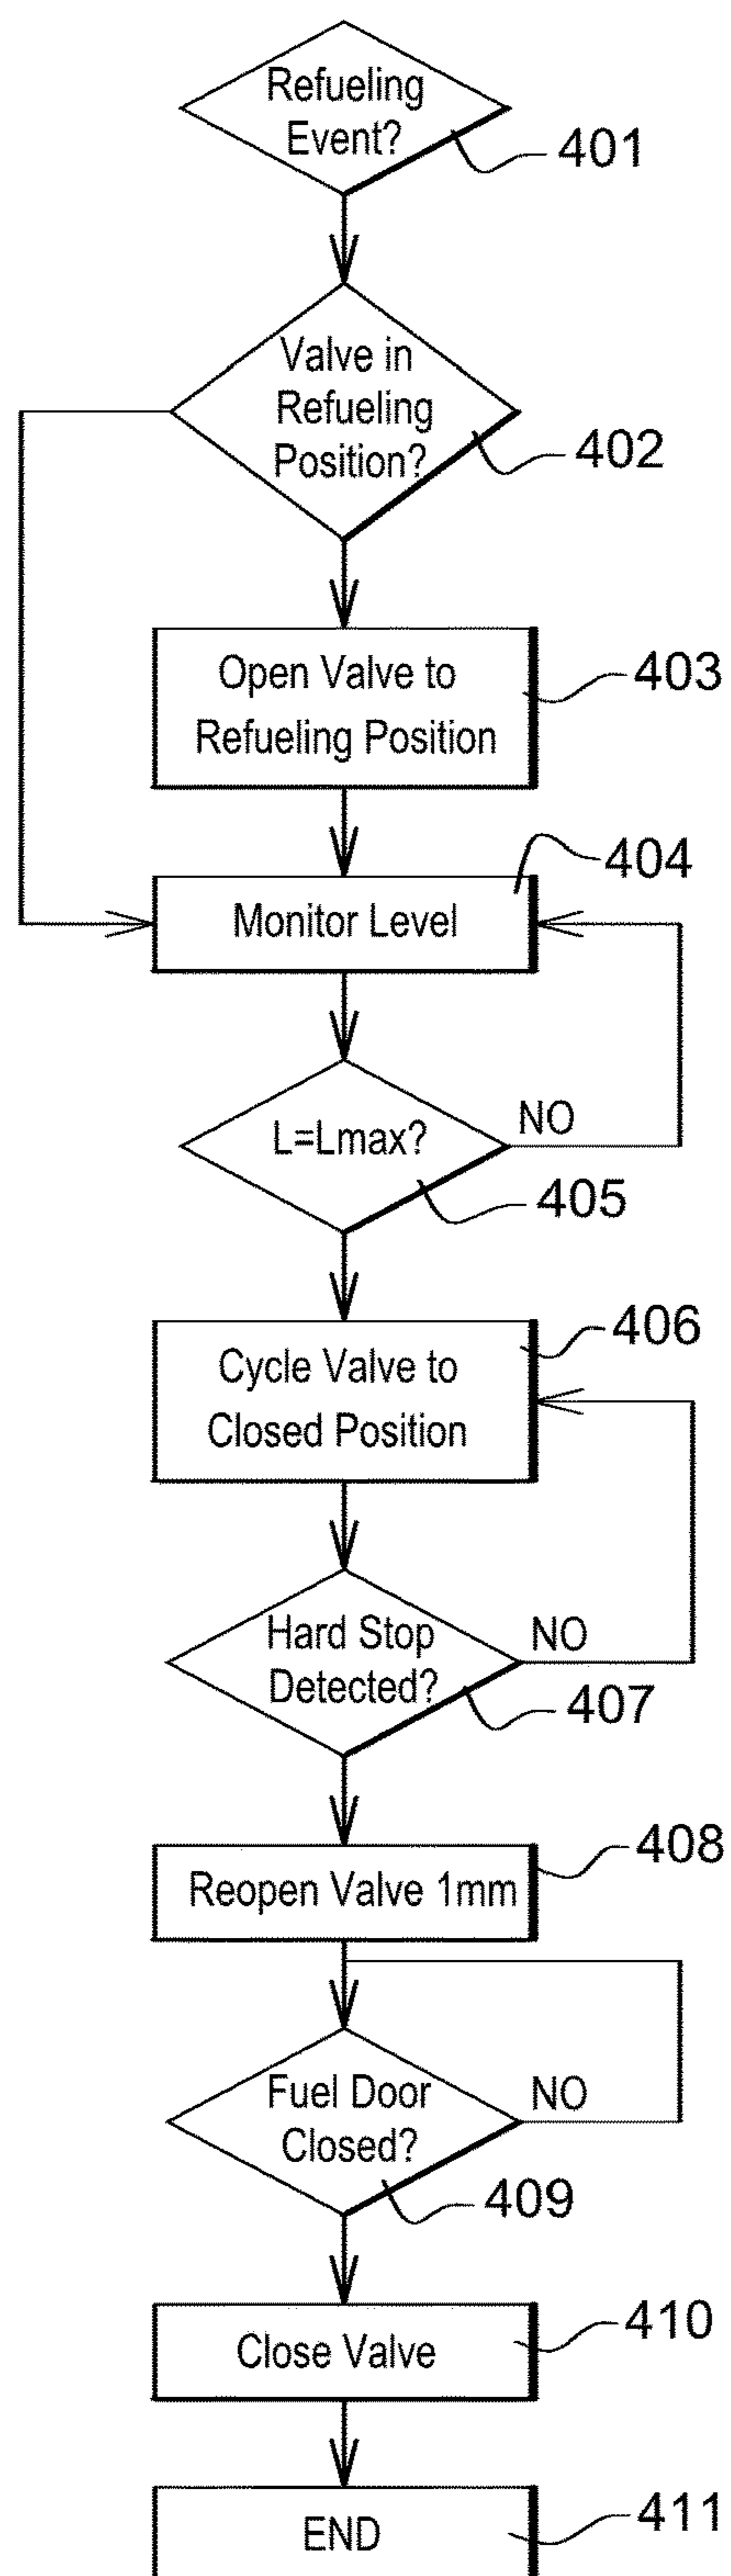 Refueling
Event?
401
Valve in
Refueling
Position?
402
Open Valve to
Refueling Position
403
404
Monitor Level
L=Lmax?
NO
405
406
Cycle Valve to
Closed Position
Hard Stop
Detected?
NO
407
408
Reopen Valve 1mm
Fuel Door
Closed?
NO
409
410
Close Valve
END
411